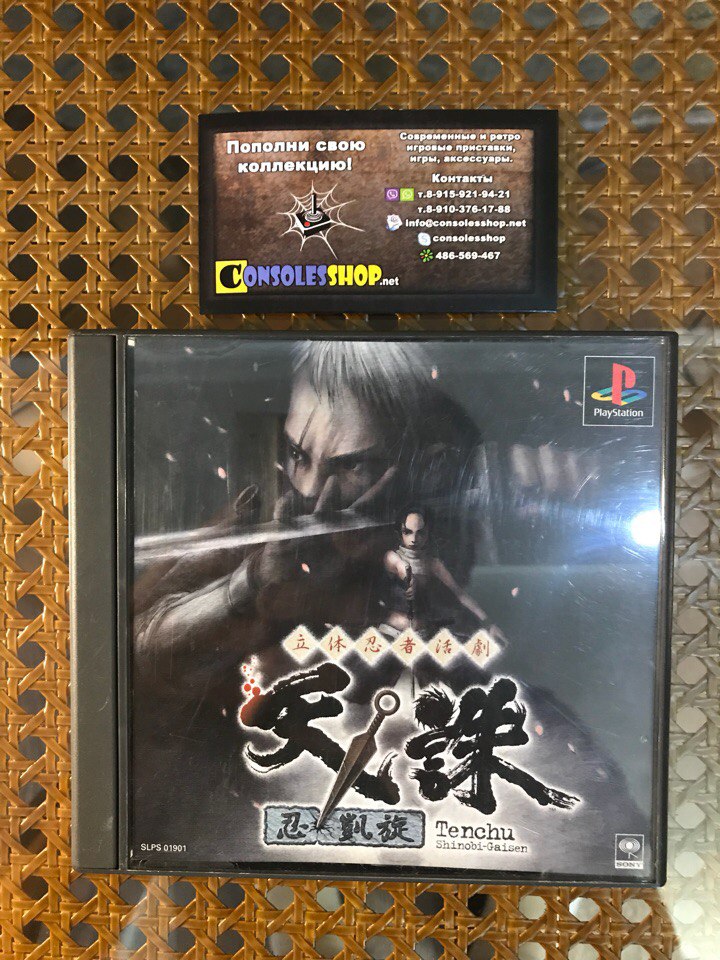 Пополни свою
коллекцию!
Современные и ретро
игровые приставки,
игры, аксессуары.
Контакты
т.8-915-921-94-21
т.8-910-376-17-88
info@consolesshop.net
consolesshop
486-569-467
CONSOLESSHOP.net
PlayStation
立体忍者活劇
天誅
忍凱旋
Tenchu
Shinobi-Gaisen
SLPS 01901
SONY